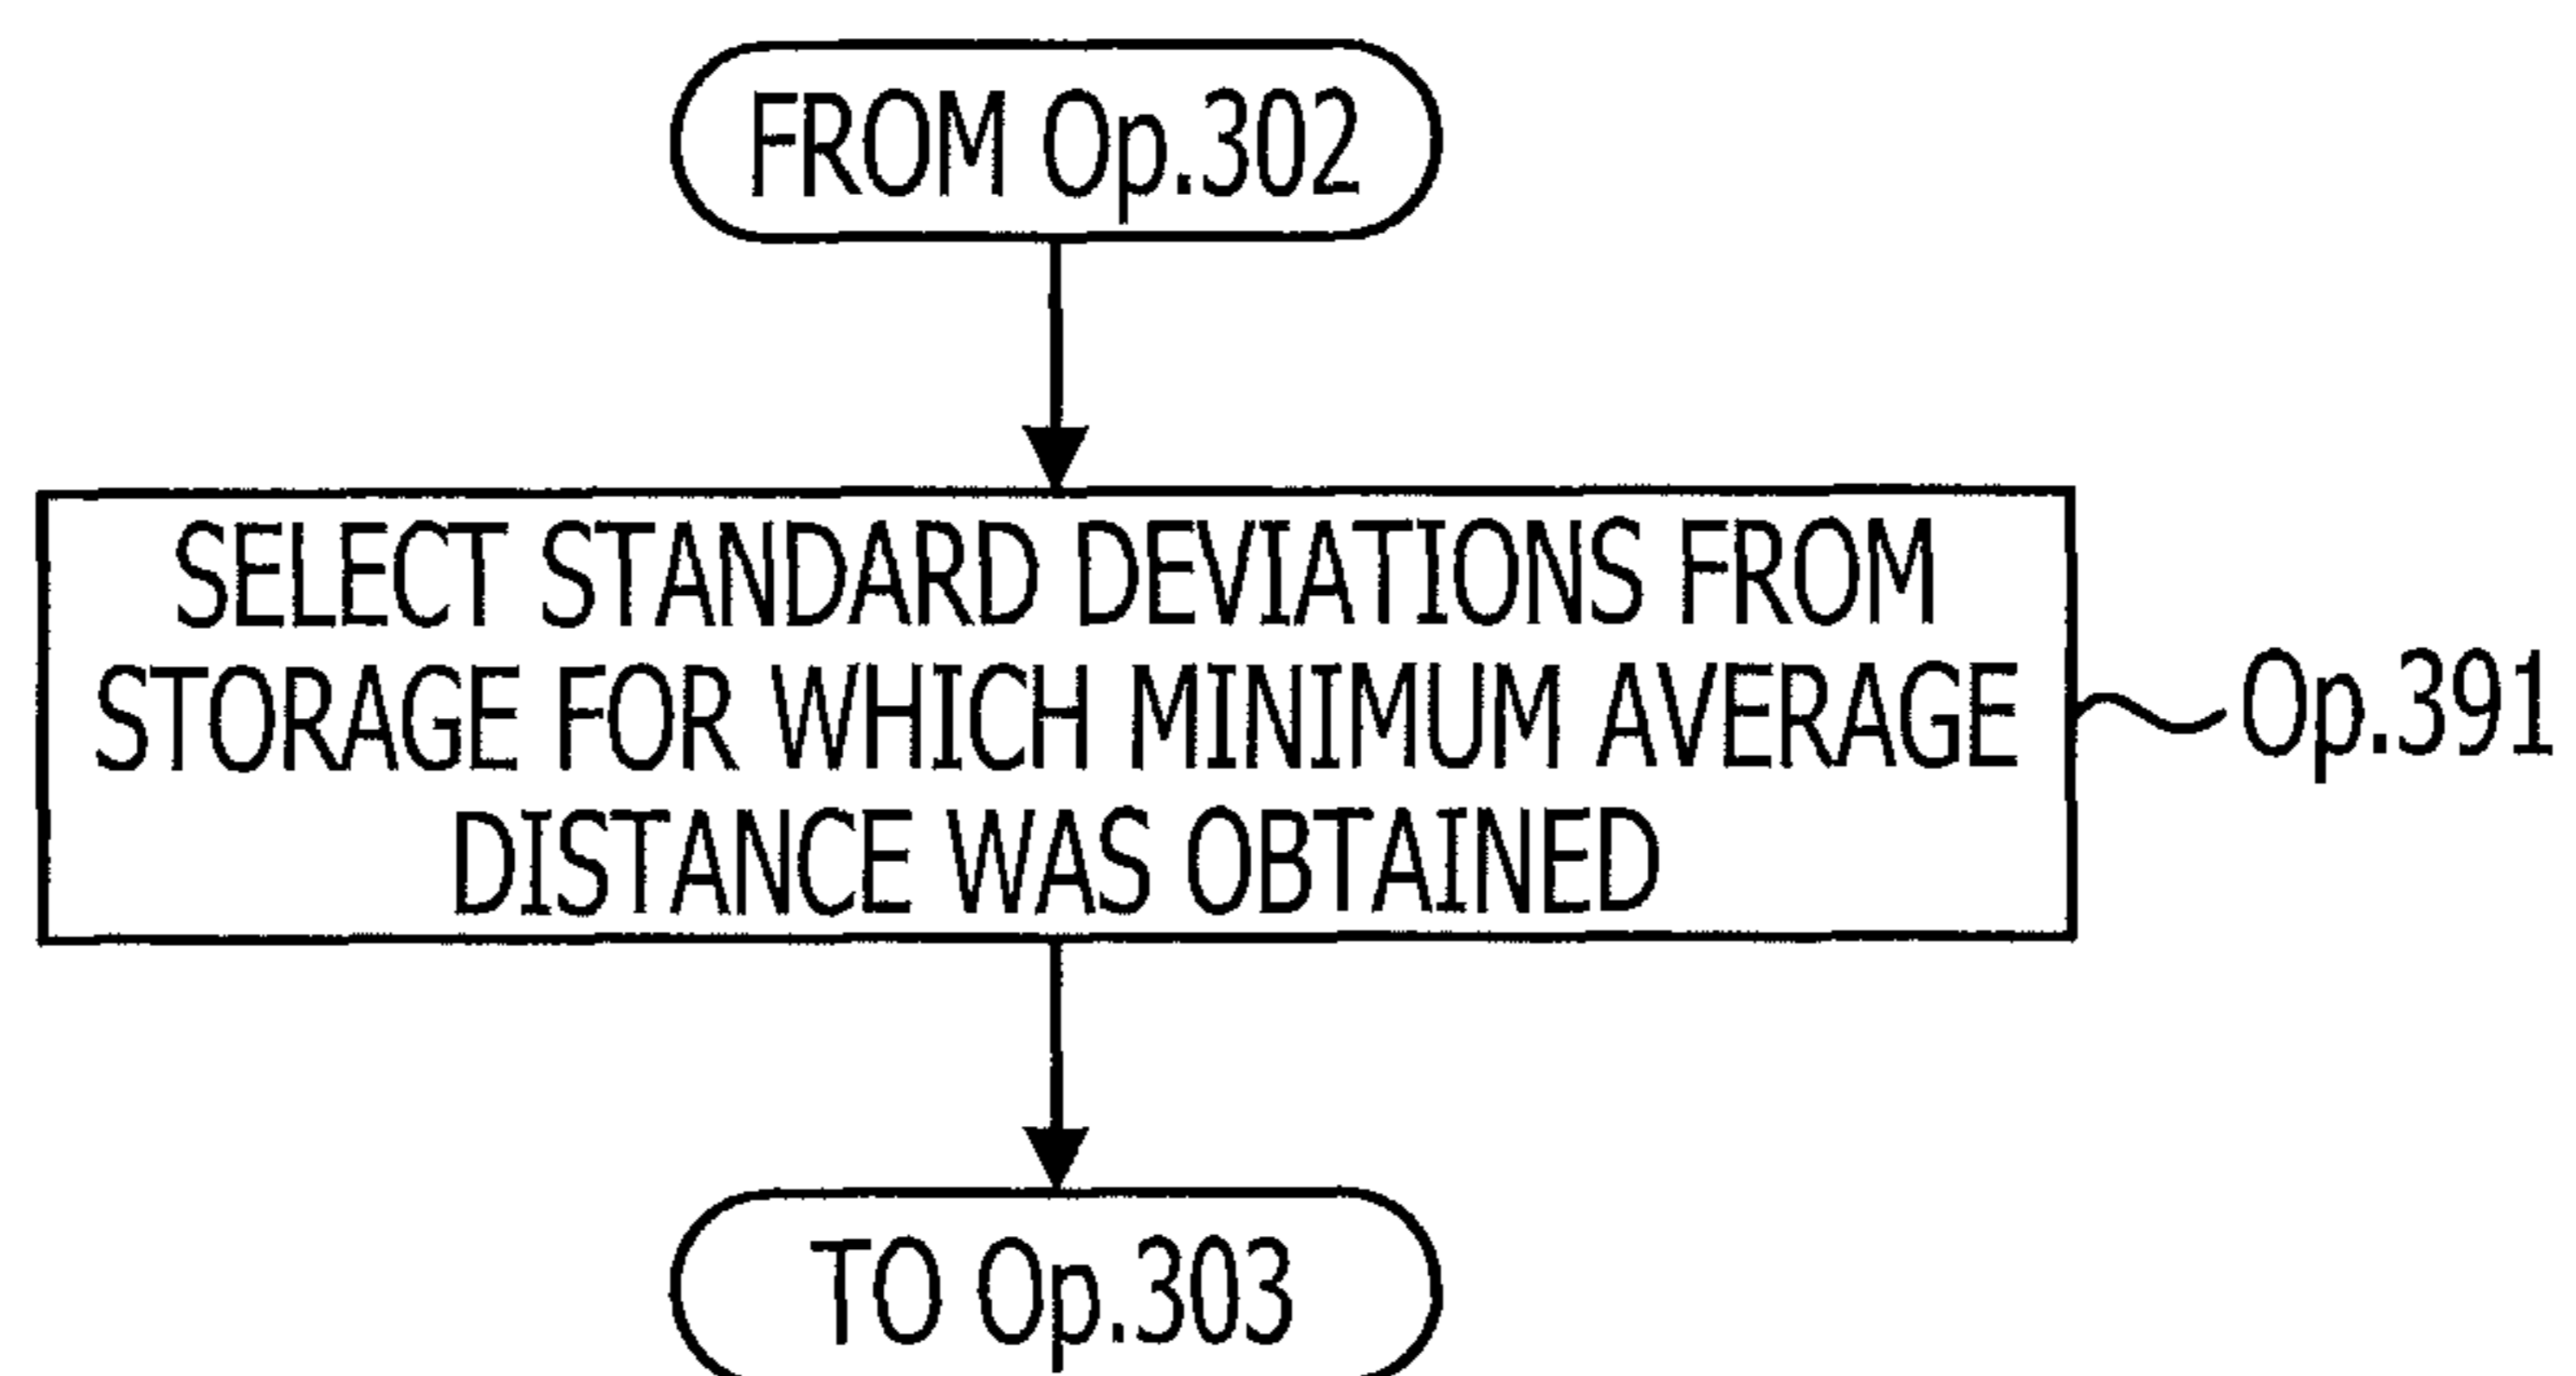 FROM Op.302
SELECT STANDARD DEVIATIONS FROM
STORAGE FOR WHICH MINIMUM AVERAGE
DISTANCE WAS OBTAINED
Op.391
TO Op.303